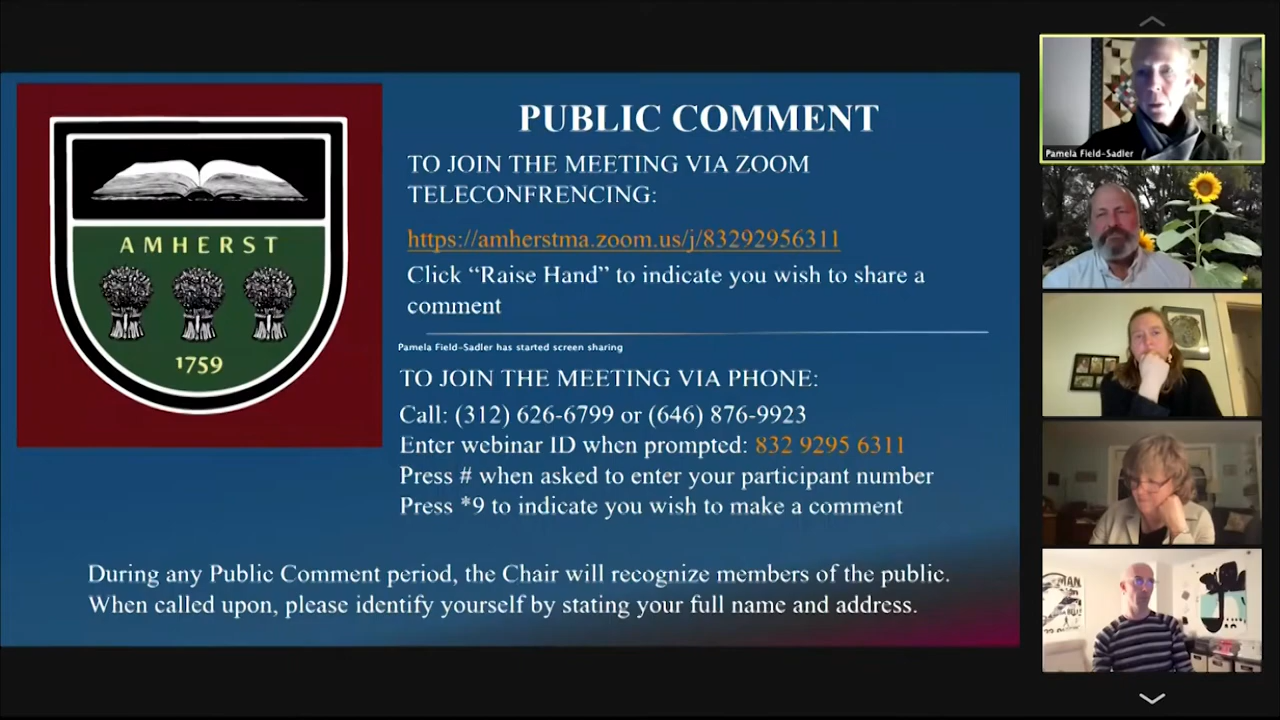 AMHERST
1759
PUBLIC COMMENT
TO JOIN THE MEETING VIA ZOOM
TELECONFRENCING:
https://amherstma.zoom.us/j/83292956311
Click “Raise Hand” to indicate you wish to share a
comment
Pamela Field-Sadler has started screen sharing
TO JOIN THE MEETING VIA PHONE:
Call: (312) 626-6799 or (646) 876-9923
Enter webinar ID when prompted: 832 9295 6311
Press # when asked to enter your participant number
Press *9 to indicate you wish to make a comment
During any Public Comment period, the Chair will recognize members of the public.
When called upon, please identify yourself by stating your full name and address.
Pamela Field-Sadler
MAN